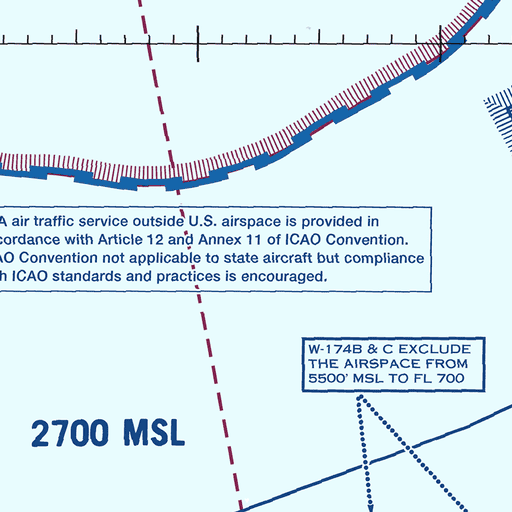 A air traffic service outside U.S. airspace is provided in
cordance with Article 12 and Annex 11 of ICAO Convention.
AO Convention not applicable to state aircraft but compliance
h ICAO standards and practices is encouraged.
W-174B & C EXCLUDE
THE AIRSPACE FROM
5500' MSL TO FL 700
2700 MSL